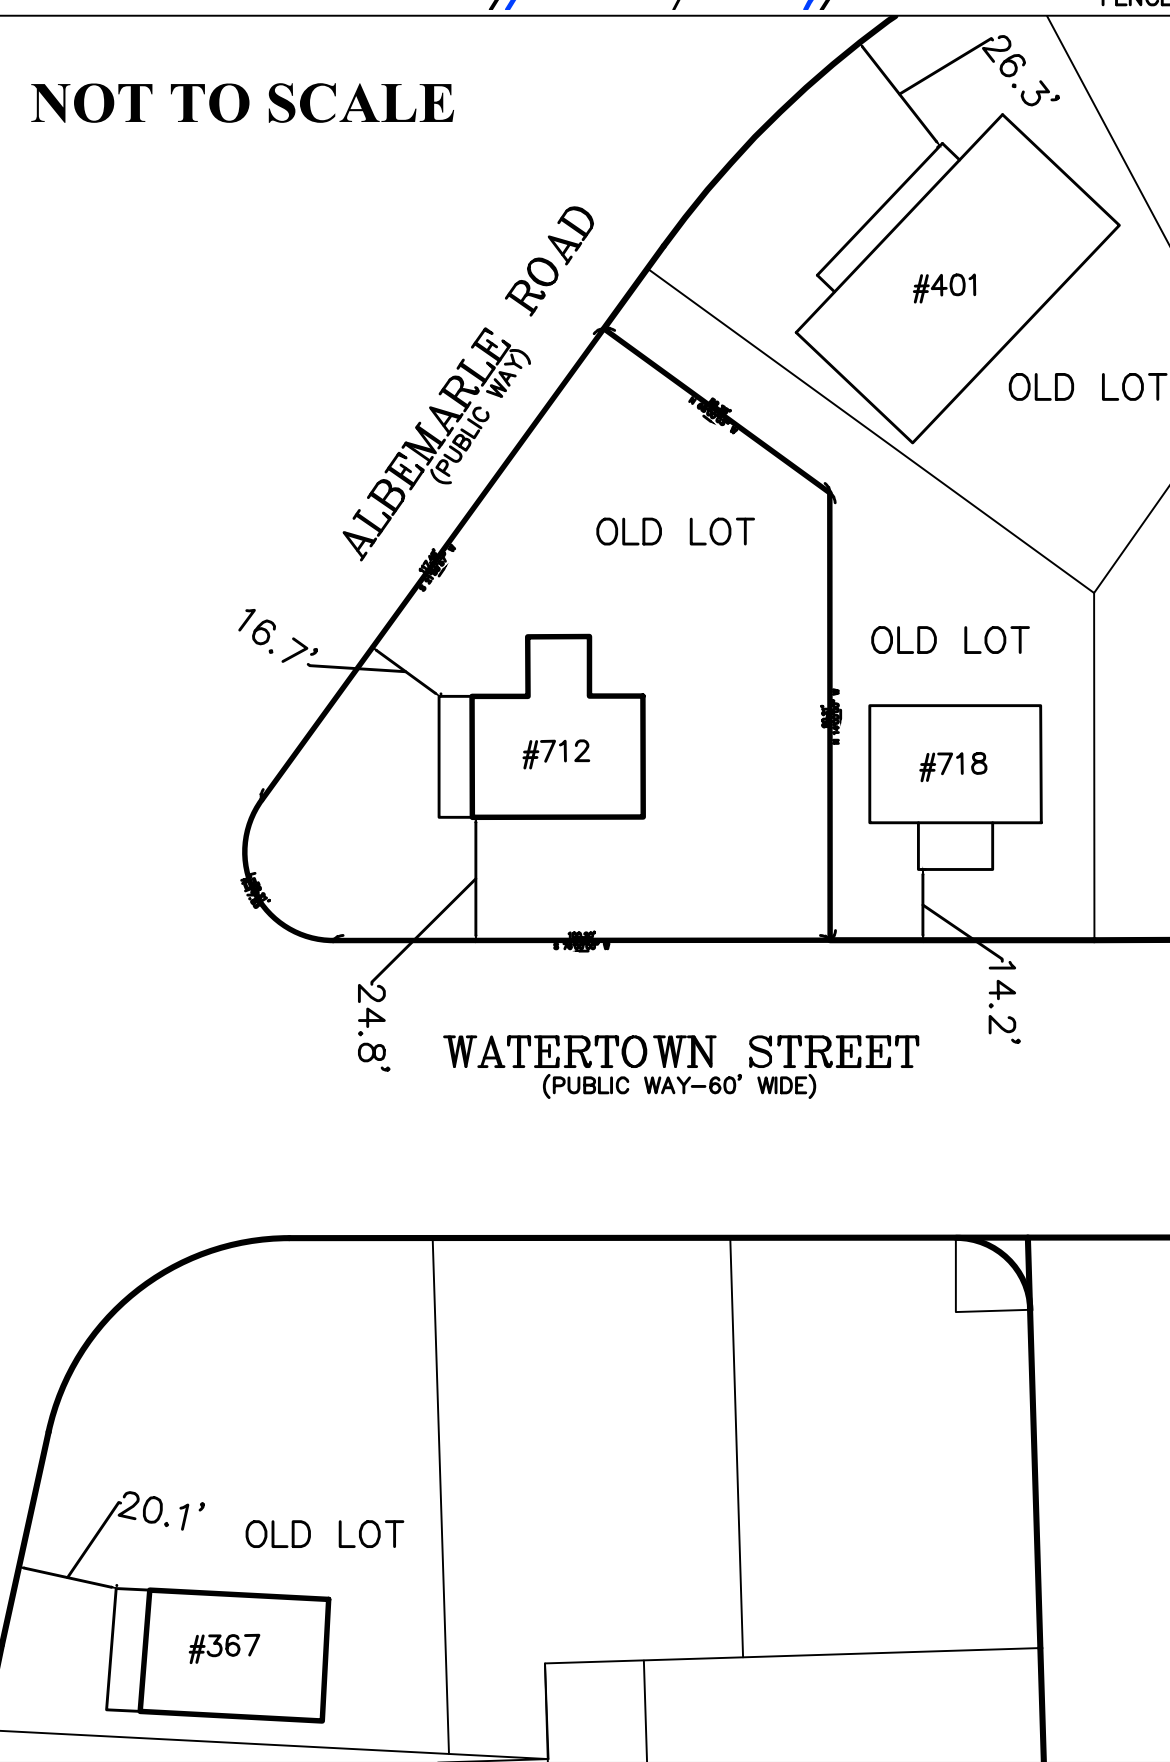 NOT TO SCALE
26.3'
ALBEMARLE ROAD
(PUBLIC WAY)
#401
OLD LOT
OLD LOT
16.7'
OLD LOT
#712
#718
24.8'
14.2'
WATERTOWN STREET
(PUBLIC WAY-60' WIDE)
20.1'
OLD LOT
#367